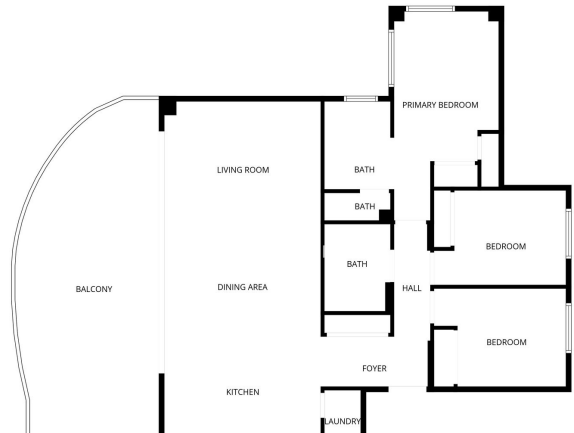 PRIMARY BEDROOM
LIVING ROOM
BATH
BATH
BEDROOM
BATH
BALCONY
DINING AREA
HALL
BEDROOM
FOYER
KITCHEN
LAUNDRY